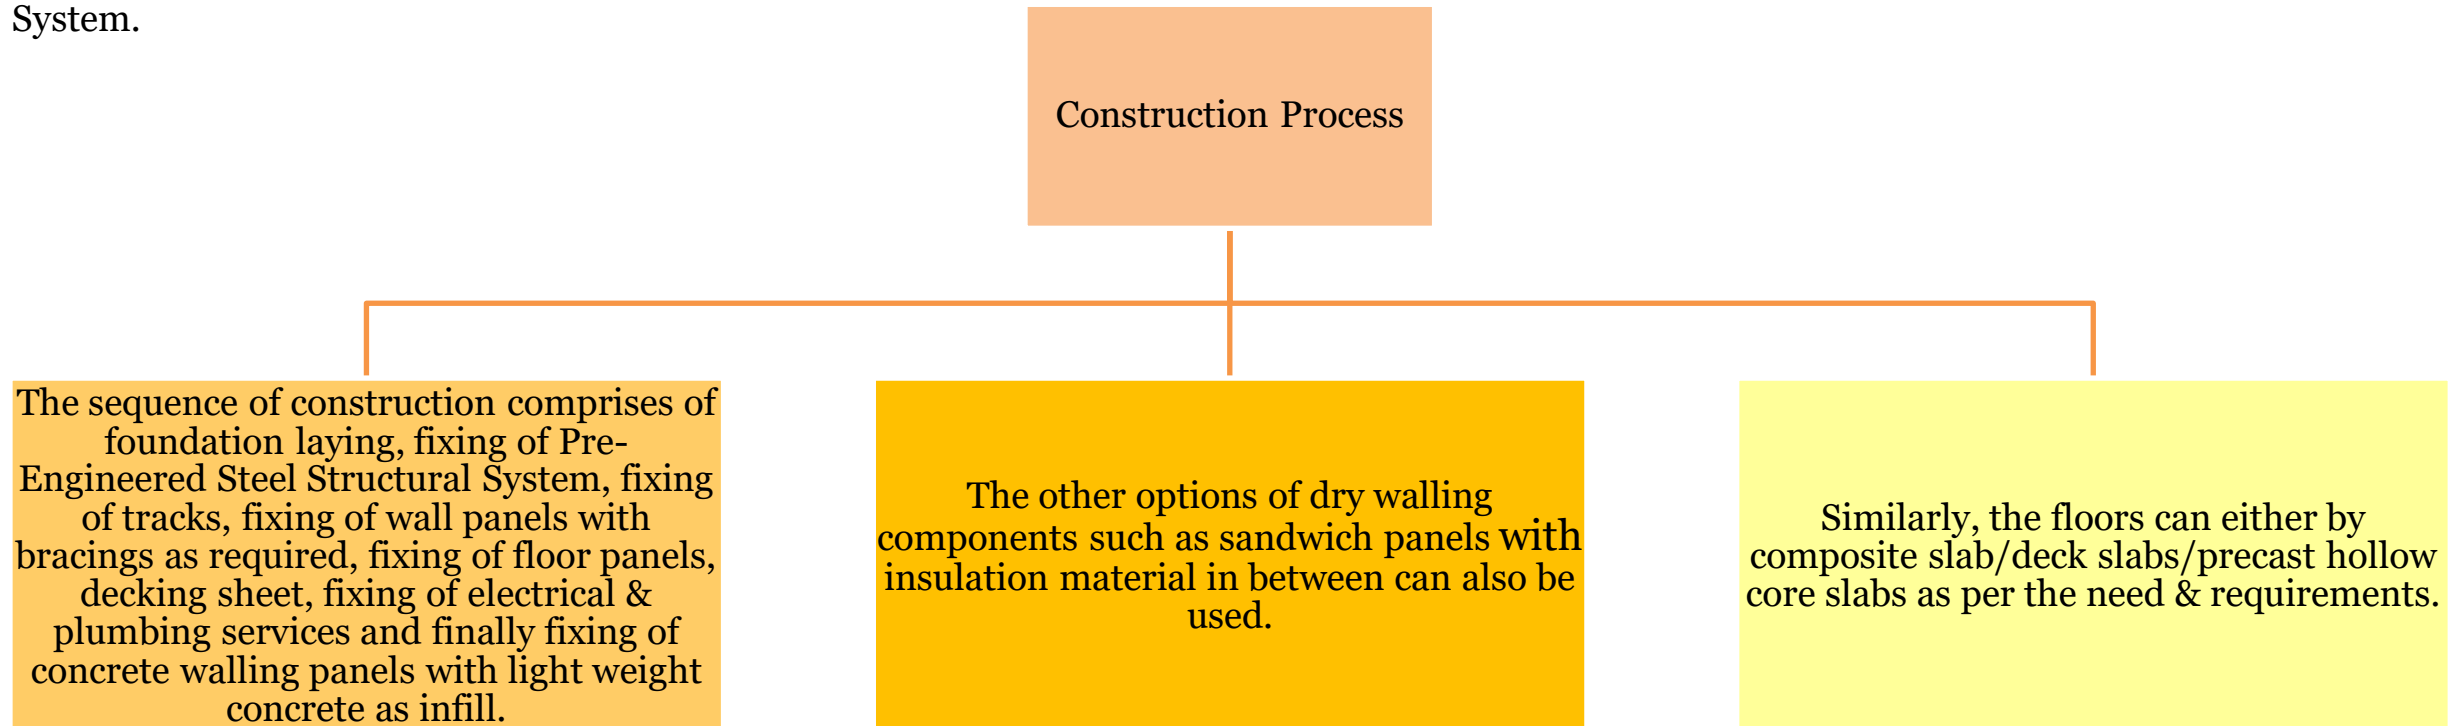 System.
Construction Process
The sequence of construction comprises of
foundation laying, fixing of Pre-
Engineered Steel Structural System, fixing
of tracks, fixing of wall panels with
bracings as required, fixing of floor panels,
decking sheet, fixing of electrical &
plumbing services and finally fixing of
concrete walling panels with light weight
concrete as infill.
The other options of dry walling
components such as sandwich panels with
insulation material in between can also be
used.
Similarly, the floors can either by
composite slab/deck slabs/precast hollow
core slabs as per the need & requirements.